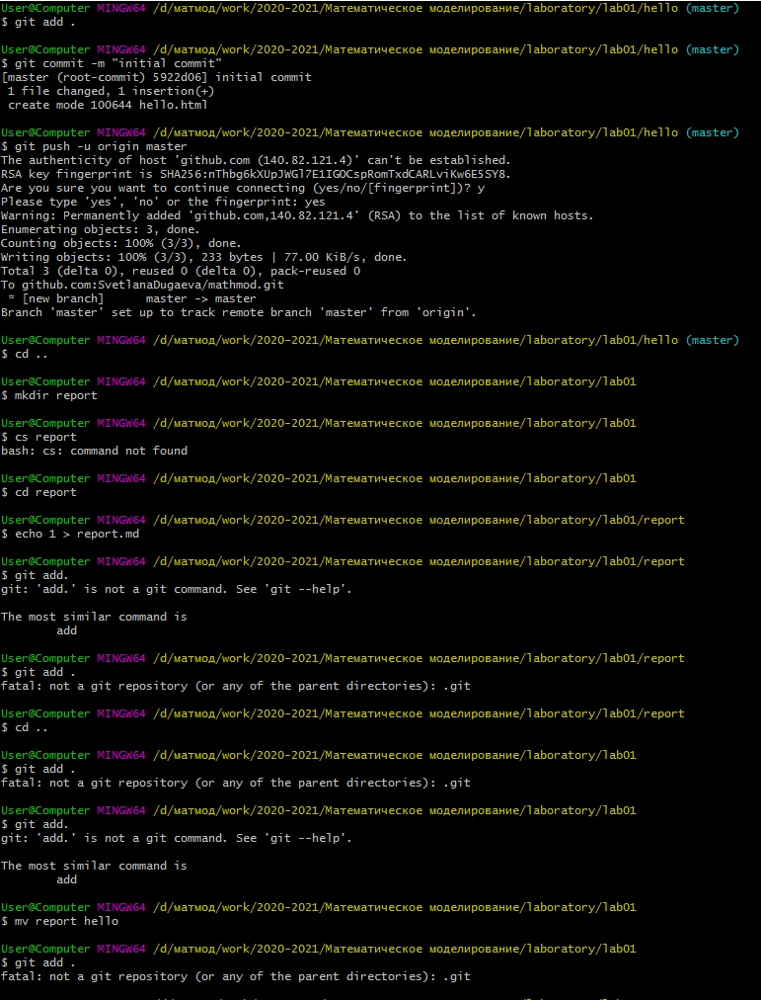 User@Computer MINGW64 /d/матмод/work/2020-2021/Математическое моделирование/laboratory/lab01/hello (master)
$ git add .
User@Computer MINGW64 /d/матмод/work/2020-2021/Математическое моделирование/laboratory/lab01/hello (master)
$ git commit -m "initial commit"
[master (root-commit) 5922d06] initial commit
 1 file changed, 1 insertion(+)
 create mode 100644 hello.html
User@Computer MINGW64 /d/матмод/work/2020-2021/Математическое моделирование/laboratory/lab01/hello (master)
$ git push -u origin master
The authenticity of host 'github.com (140.82.121.4)' can't be established.
RSA key fingerprint is SHA256:nThbg6kXUpJWGl7E1IGOCspRomTxdCARLviKw6E5SY8.
Are you sure you want to continue connecting (yes/no/[fingerprint])? y
Please type 'yes', 'no' or the fingerprint: yes
Warning: Permanently added 'github.com,140.82.121.4' (RSA) to the list of known hosts.
Enumerating objects: 3, done.
Counting objects: 100% (3/3), done.
Writing objects: 100% (3/3), 233 bytes | 77.00 KiB/s, done.
Total 3 (delta 0), reused 0 (delta 0), pack-reused 0
To github.com:SvetlanaDugaeva/mathmod.git
 * [new branch]      master -> master
Branch 'master' set up to track remote branch 'master' from 'origin'.
User@Computer MINGW64 /d/матмод/work/2020-2021/Математическое моделирование/laboratory/lab01/hello (master)
$ cd ..
User@Computer MINGW64 /d/матмод/work/2020-2021/Математическое моделирование/laboratory/lab01
$ mkdir report
User@Computer MINGW64 /d/матмод/work/2020-2021/Математическое моделирование/laboratory/lab01
$ cs report
bash: cs: command not found
User@Computer MINGW64 /d/матмод/work/2020-2021/Математическое моделирование/laboratory/lab01
$ cd report
User@Computer MINGW64 /d/матмод/work/2020-2021/Математическое моделирование/laboratory/lab01/report
$ echo 1 > report.md
User@Computer MINGW64 /d/матмод/work/2020-2021/Математическое моделирование/laboratory/lab01/report
$ git add.
git: 'add.' is not a git command. See 'git --help'.
The most similar command is
        add
User@Computer MINGW64 /d/матмод/work/2020-2021/Математическое моделирование/laboratory/lab01/report
$ git add .
fatal: not a git repository (or any of the parent directories): .git
User@Computer MINGW64 /d/матмод/work/2020-2021/Математическое моделирование/laboratory/lab01/report
$ cd ..
User@Computer MINGW64 /d/матмод/work/2020-2021/Математическое моделирование/laboratory/lab01
$ git add .
fatal: not a git repository (or any of the parent directories): .git
User@Computer MINGW64 /d/матмод/work/2020-2021/Математическое моделирование/laboratory/lab01
$ git add.
git: 'add.' is not a git command. See 'git --help'.
The most similar command is
        add
User@Computer MINGW64 /d/матмод/work/2020-2021/Математическое моделирование/laboratory/lab01
$ mv report hello
User@Computer MINGW64 /d/матмод/work/2020-2021/Математическое моделирование/laboratory/lab01
$ git add .
fatal: not a git repository (or any of the parent directories): .git